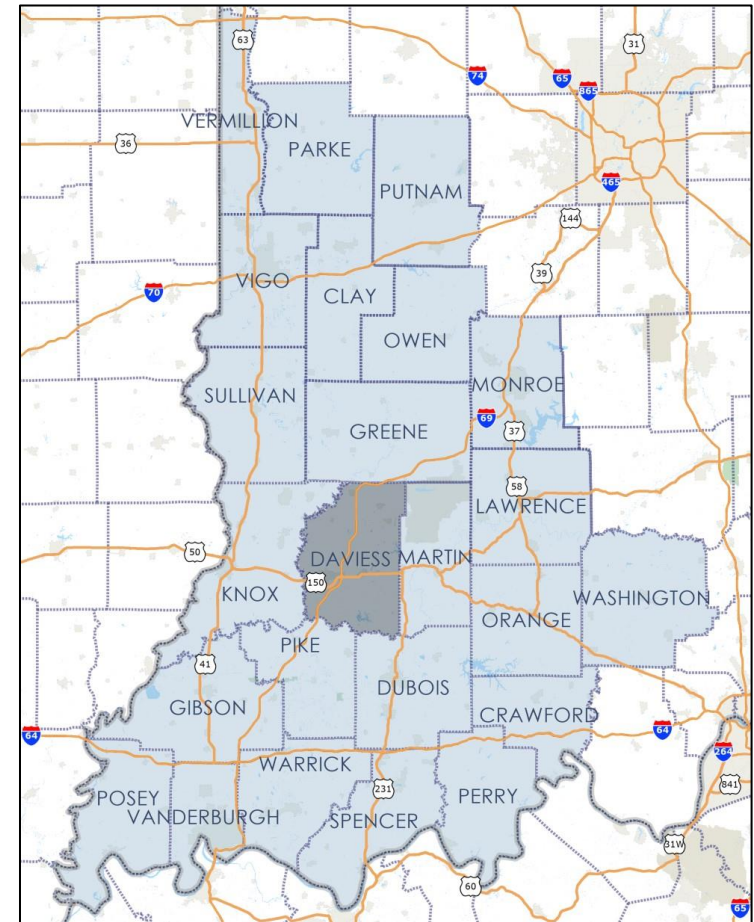 63
31
74
65
865
VERMILLION
36
PARKE
465
PUTNAM
144
39
VIGO
70
CLAY
OWEN
SULLIVAN
MONROE
69
37
GREENE
58
LAWRENCE
50
DAVIESS
MARTIN
150
KNOX
WASHINGTON
ORANGE
PIKE
41
DUBOIS
GIBSON
CRAWFORD
64
64
264
WARRICK
841
POSEY
VANDERBURGH
231
PERRY
SPENCER
31W
60
65